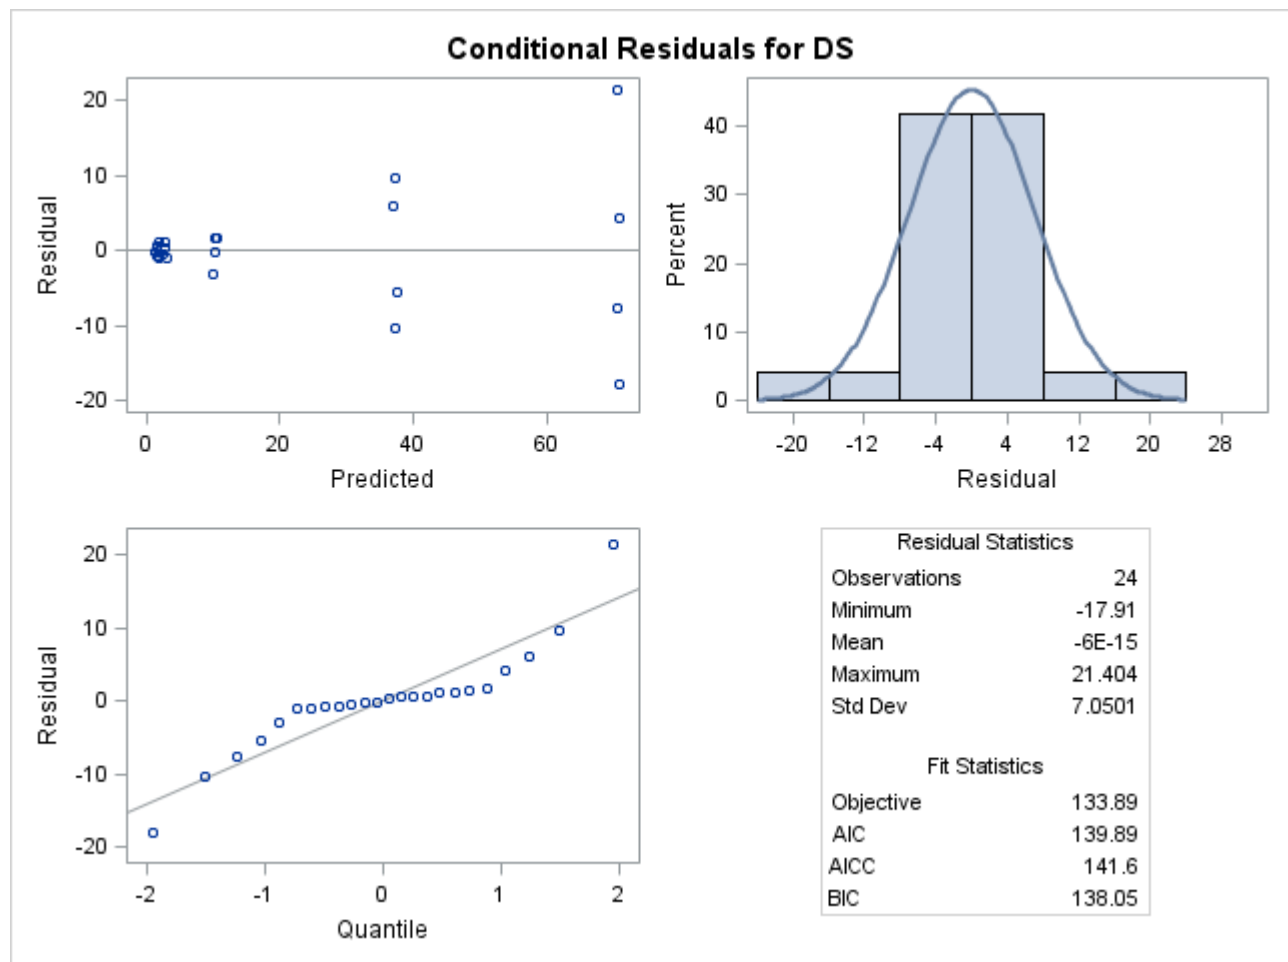 Conditional Residuals for DS
20
10
0
-10
-20
Residual
0 20 40 60
Predicted
40
30
20
10
0
Percent
-20 -12 -4 4 12 20 28
Residual
20
10
0
-10
-20
Residual
-2 -1 0 1 2
Quantile
Residual Statistics
Observations 24
Minimum -17.91
Mean -6E-15
Maximum 21.404
Std Dev 7.0501
Fit Statistics
Objective 133.89
AIC 139.89
AICC 141.6
BIC 138.05